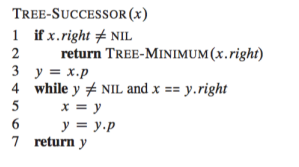 TREE-SUCCESSOR(x)
1 if x.right ≠ NIL
2 return TREE-MINIMUM(x.right)
3 y = x.p
4 while y ≠ NIL and x == y.right
5 x = y
6 y = y.p
7 return y